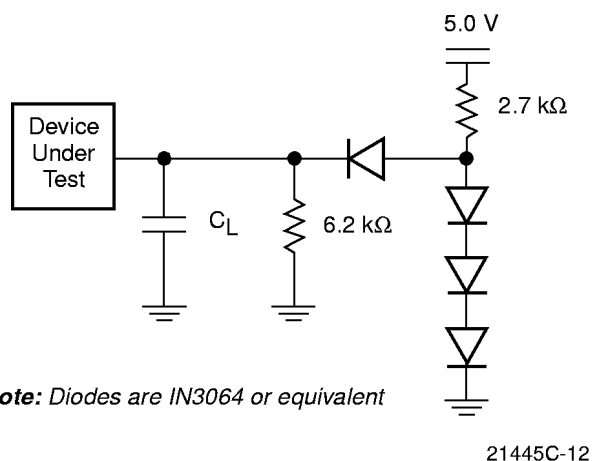 5.0 V
2.7 kΩ
Device
Under
Test
C_L
6.2 kΩ
ote: Diodes are IN3064 or equivalent
21445C-12